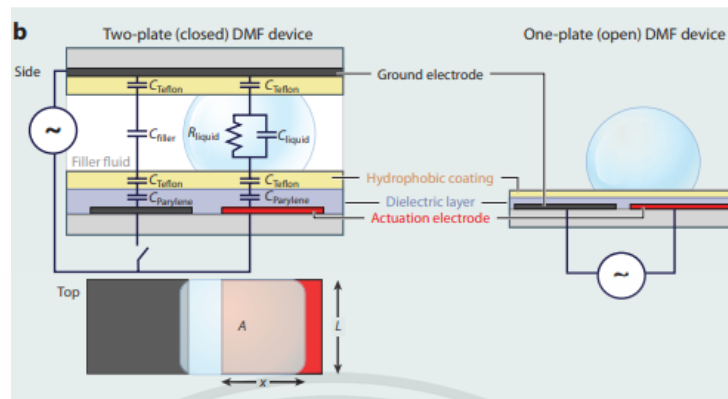 b
Two-plate (closed) DMF device
One-plate (open) DMF device
Side
Ground electrode
CTeflon
CTeflon
~
Cfiller
Rliquid
Cliquid
Filler fluid
CTeflon
CTeflon
Hydrophobic coating
CParylene
CParylene
Dielectric layer
Actuation electrode
~
Top
A
L
x